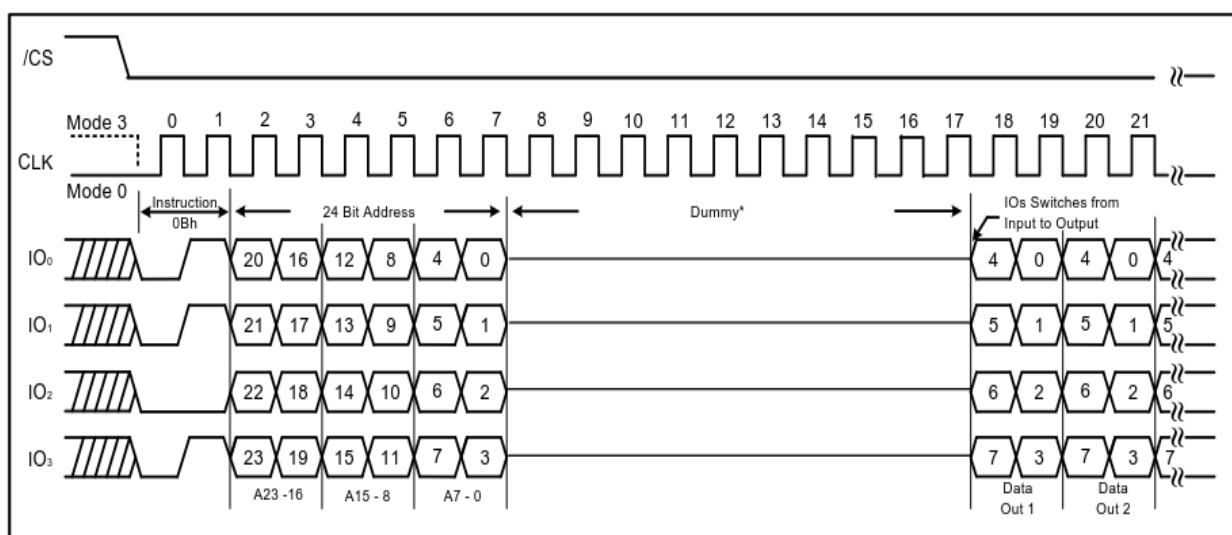 /CS
Mode 3
0 1 2 3 4 5 6 7 8 9 10 11 12 13 14 15 16 17 18 19 20 21
CLK
Mode 0
Instruction
0Bh
24 Bit Address
Dummy*
IOs Switches from
Input to Output
IO₀ 20 16 12 8 4 0 4 0 4 0 4
IO₁ 21 17 13 9 5 1 5 1 5 1 5
IO₂ 22 18 14 10 6 2 6 2 6 2 6
IO₃ 23 19 15 11 7 3 7 3 7 3 7
A23 -16 A15 - 8 A7 - 0
Data
Out 1
Data
Out 2